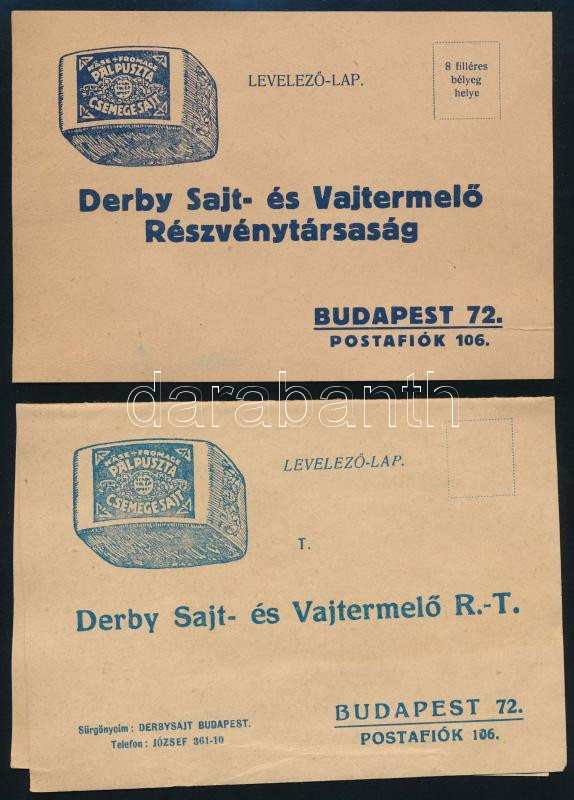 KÄSE-FROMAGE
PÁLPUSZTA
CSEMEGESAJT
LEVELEZŐ-LAP.
8 filléres
bélyeg
helye
Derby Sajt- és Vajtermelő
Részvénytársaság
BUDAPEST 72.
POSTAFIÓK 106.
darabanth
KÄSE-FROMAGE
PÁLPUSZTA
CSEMEGESAJT
LEVELEZŐ-LAP.
T.
Derby Sajt- és Vajtermelő R.-T.
Sürgönycim : DERBYSAJT BUDAPEST.
Telefon : JÓZSEF 361-10
BUDAPEST 72.
POSTAFIÓK 106.